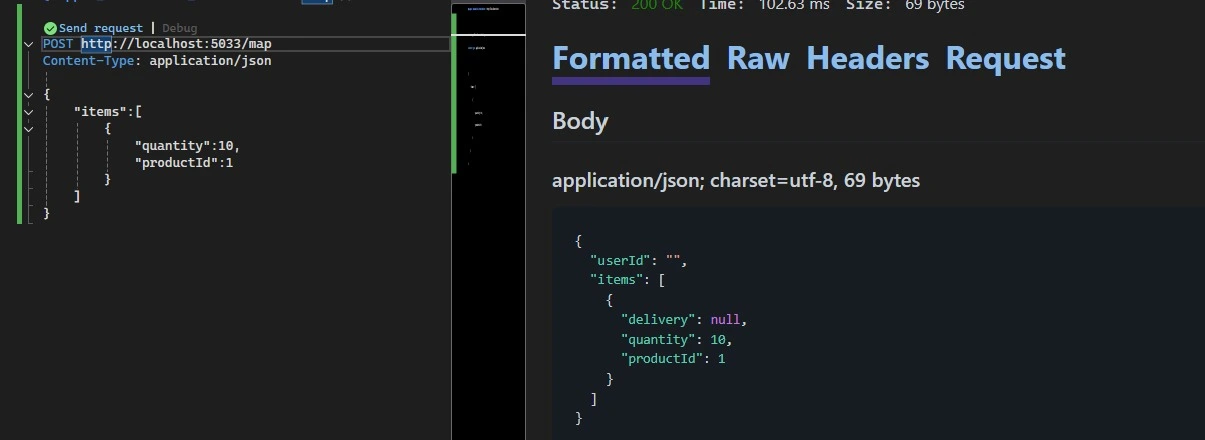 Send request | Debug
POST http://localhost:5033/map
Content-Type: application/json
{
"items":[
{
"quantity":10,
"productId":1
}
]
}
Status: 200 OK Time: 102.63 ms Size: 69 bytes
Formatted Raw Headers Request
Body
application/json; charset=utf-8, 69 bytes
{
"userId": "",
"items": [
{
"delivery": null,
"quantity": 10,
"productId": 1
}
]
}